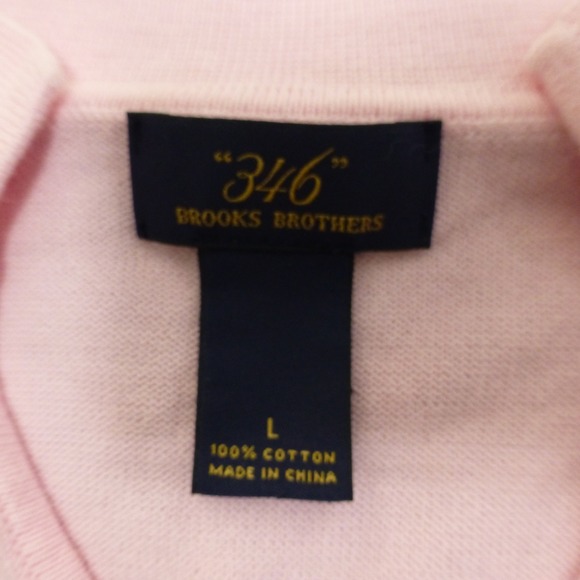 “346”
BROOKS BROTHERS
L
100% COTTON
MADE IN CHINA